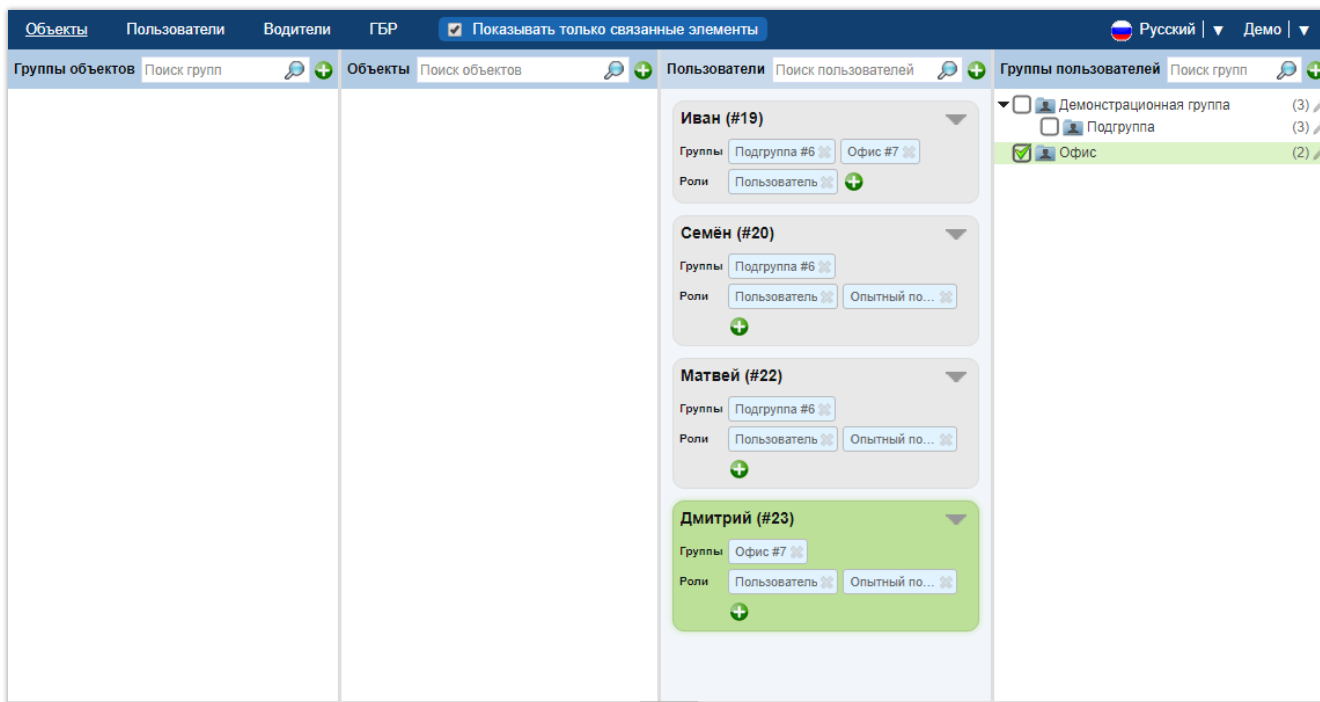 Объекты Пользователи Водители ГБР Показывать только связанные элементы Русский Демо
Группы объектов Поиск групп Объекты Поиск объектов Пользователи Поиск пользователей Группы пользователей Поиск групп
Иван (#19)
Группы Подгруппа #6 Офис #7
Роли Пользователь
Семён (#20)
Группы Подгруппа #6
Роли Пользователь Опытный по...
Матвей (#22)
Группы Подгруппа #6
Роли Пользователь Опытный по...
Дмитрий (#23)
Группы Офис #7
Роли Пользователь Опытный по...
Демонстрационная группа (3)
Подгруппа (3)
Офис (2)